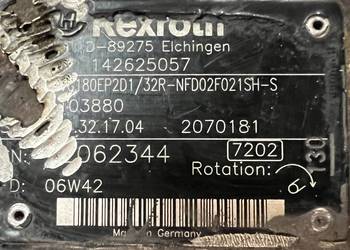 Rexroth
D-89275 Elchingen
142625057
180EP2D1/32R-NFD02F021SH-S
03880
.32.17.04 2070181
N: 062344 7202
Rotation:
D: 06W42
130
Made in Germany